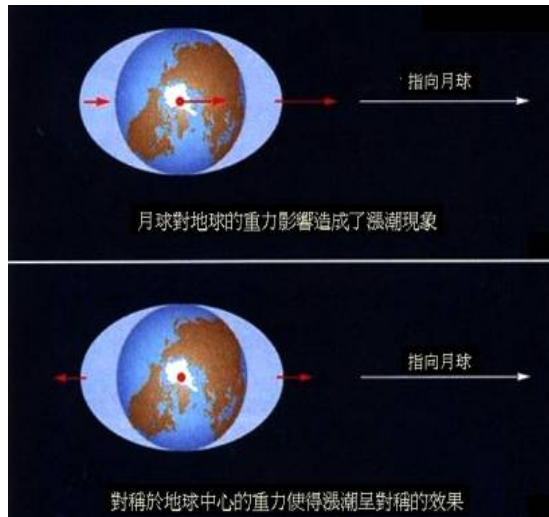 指向月球
月球對地球的重力影響造成了漲潮現象
指向月球
對稱於地球中心的重力使得漲潮呈對稱的效果